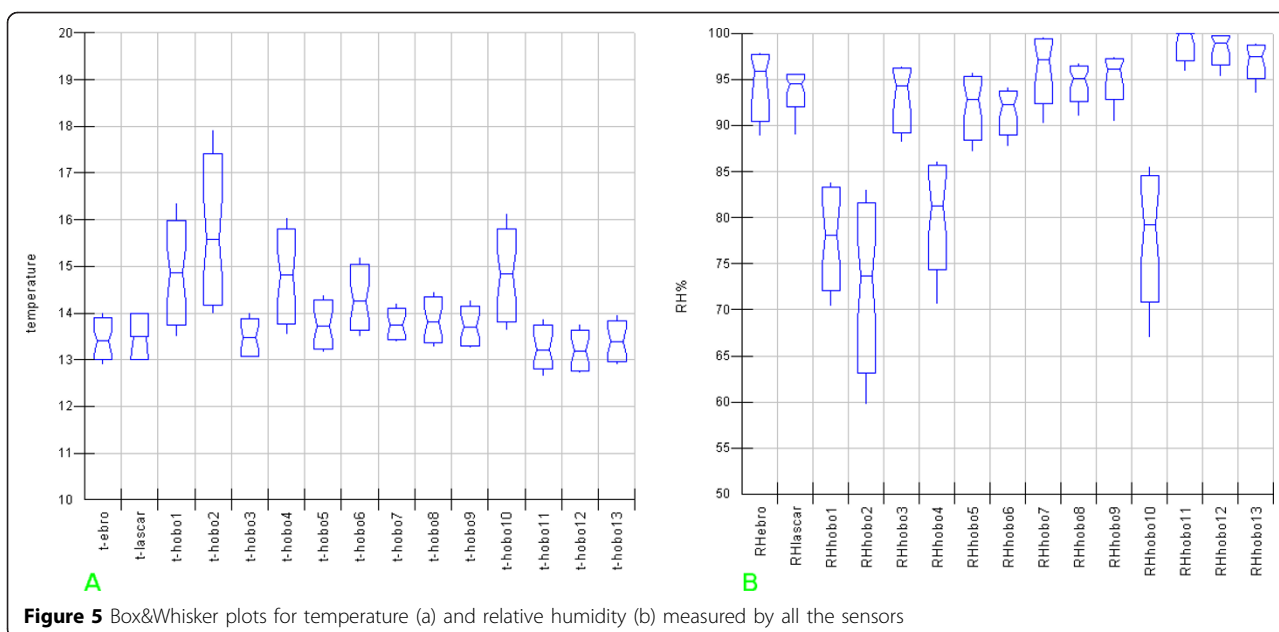 20
19
18
17
16
15
14
13
12
11
10
temperature
t-ebro
t-lascar
t-hobo1
t-hobo2
t-hobo3
t-hobo4
t-hobo5
t-hobo6
t-hobo7
t-hobo8
t-hobo9
t-hobo10
t-hobo11
t-hobo12
t-hobo13
A
100
95
90
85
80
75
70
65
60
55
50
RH%
RHebro
RHlascar
RHhobo1
RHhobo2
RHhobo3
RHhobo4
RHhobo5
RHhobo6
RHhobo7
RHhobo8
RHhobo9
RHhobo10
RHhobo11
RHhobo12
RHhobo13
B
Figure 5 Box&Whisker plots for temperature (a) and relative humidity (b) measured by all the sensors